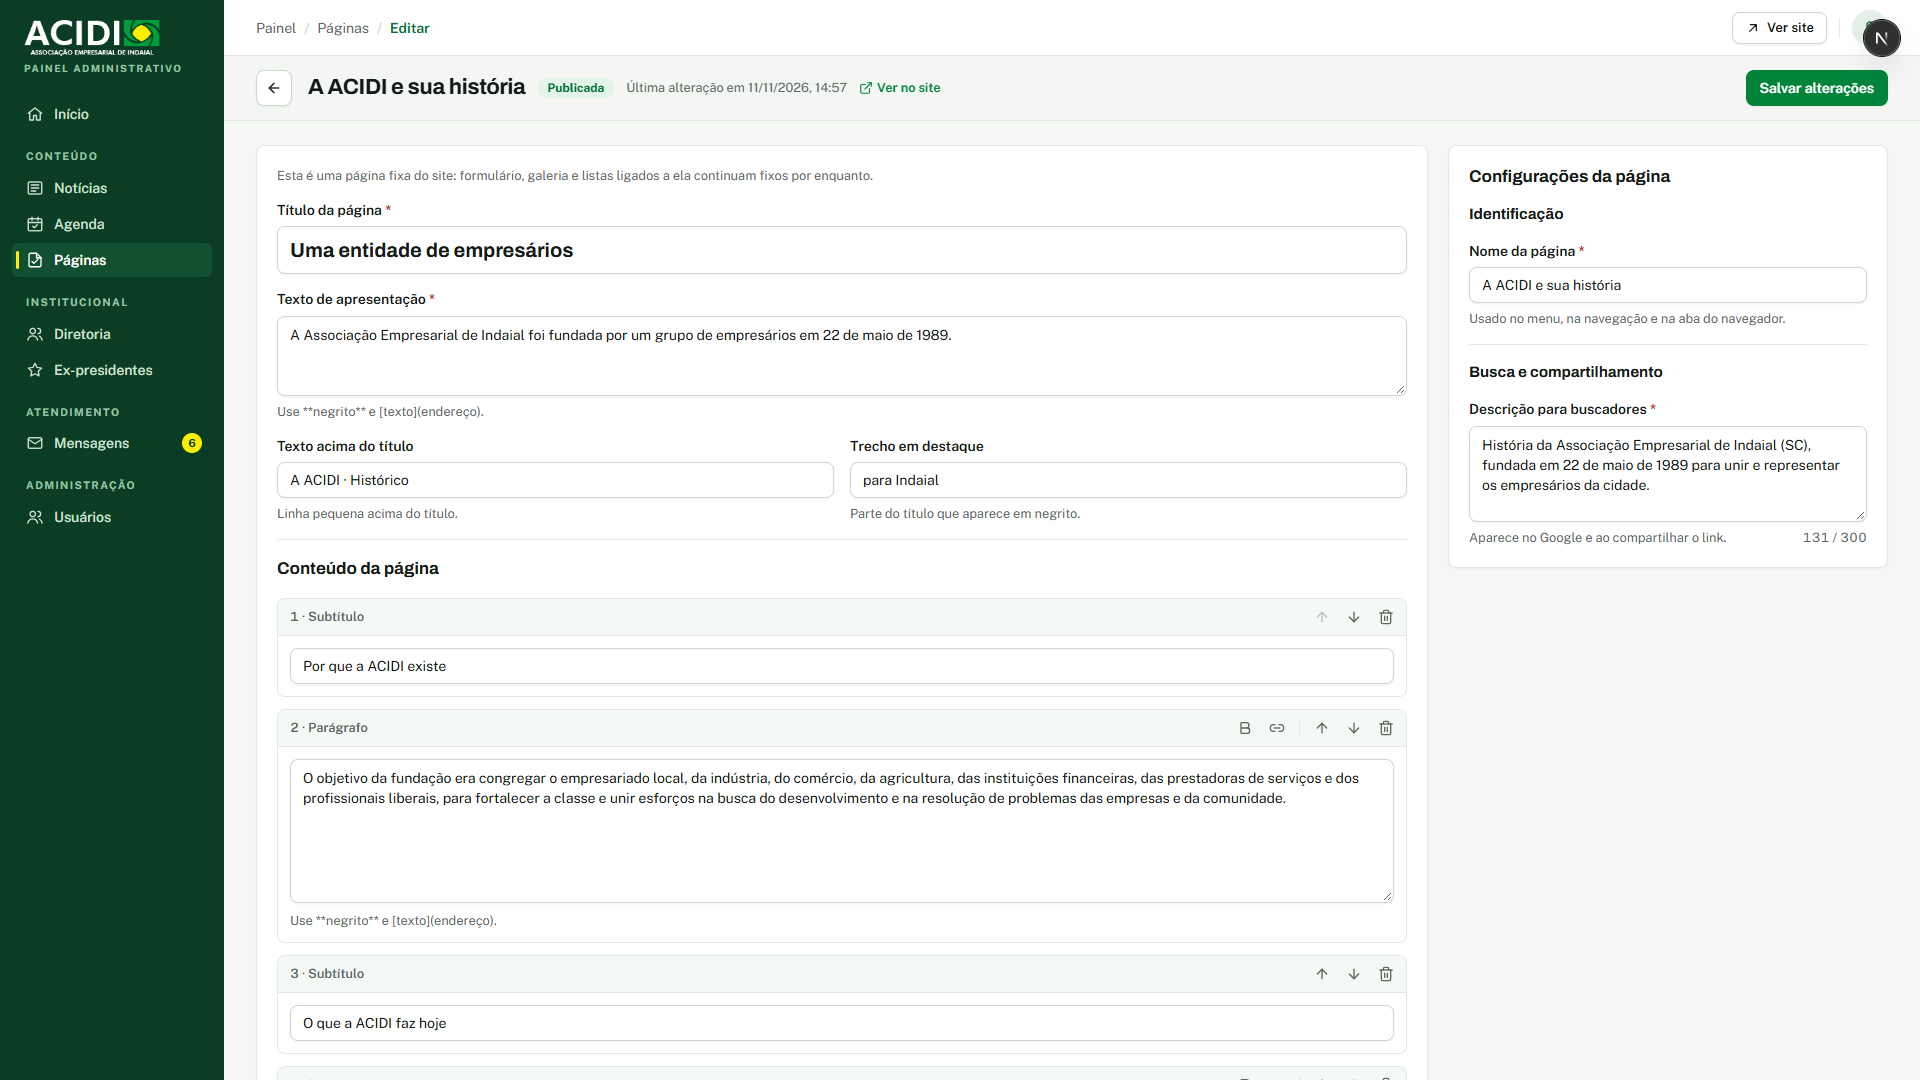 ACIDI
ASSOCIAÇÃO EMPRESARIAL DE INDAIAL
PAINEL ADMINISTRATIVO
Início
CONTEÚDO
Notícias
Agenda
Páginas
INSTITUCIONAL
Diretoria
Ex-presidentes
ATENDIMENTO
Mensagens
6
ADMINISTRAÇÃO
Usuários
Painel / Páginas / Editar
Ver site
N
A ACIDI e sua história
Publicada
Última alteração em 11/11/2026, 14:57
Ver no site
Salvar alterações
Esta é uma página fixa do site: formulário, galeria e listas ligados a ela continuam fixos por enquanto.
Título da página *
Uma entidade de empresários
Texto de apresentação *
A Associação Empresarial de Indaial foi fundada por um grupo de empresários em 22 de maio de 1989.
Use **negrito** e [texto](endereço).
Texto acima do título
A ACIDI · Histórico
Linha pequena acima do título.
Trecho em destaque
para Indaial
Parte do título que aparece em negrito.
Conteúdo da página
1 · Subtítulo
Por que a ACIDI existe
2 · Parágrafo
B
O objetivo da fundação era congregar o empresariado local, da indústria, do comércio, da agricultura, das instituições financeiras, das prestadoras de serviços e dos
profissionais liberais, para fortalecer a classe e unir esforços na busca do desenvolvimento e na resolução de problemas das empresas e da comunidade.
Use **negrito** e [texto](endereço).
3 · Subtítulo
O que a ACIDI faz hoje
Configurações da página
Identificação
Nome da página *
A ACIDI e sua história
Usado no menu, na navegação e na aba do navegador.
Busca e compartilhamento
Descrição para buscadores *
História da Associação Empresarial de Indaial (SC),
fundada em 22 de maio de 1989 para unir e representar
os empresários da cidade.
Aparece no Google e ao compartilhar o link.
131 / 300